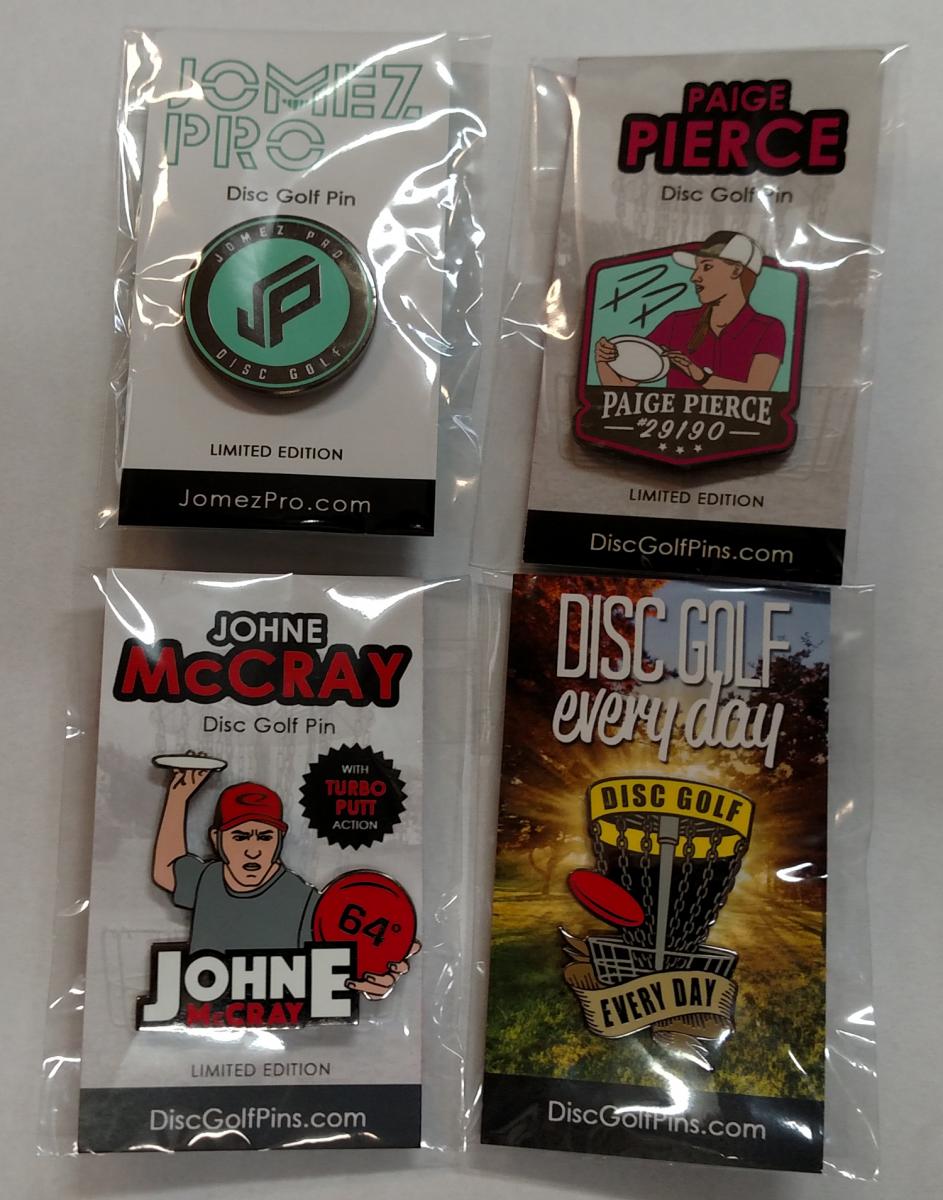 JOMEZ
PRO
Disc Golf Pin
JOMEZ PRO
JP
DISC GOLF
LIMITED EDITION
JomezPro.com
PAIGE
PIERCE
Disc Golf Pin
PP
PAIGE PIERCE
#29190
LIMITED EDITION
DiscGolfPins.com
JOHNE
McCRAY
Disc Golf Pin
WITH
TURBO
PUTT
ACTION
64°
JOHNE
McCRAY
LIMITED EDITION
DiscGolfPins.com
DISC GOLF
every day
DISC GOLF
EVERY DAY
DiscGolfPins.com